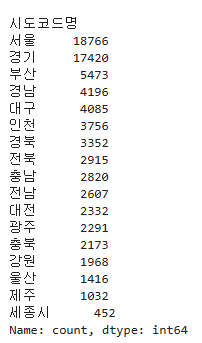 시도코드명
서울 18766
경기 17420
부산 5473
경남 4196
대구 4085
인천 3756
경북 3352
전북 2915
충남 2820
전남 2607
대전 2332
광주 2291
충북 2173
강원 1968
울산 1416
제주 1032
세종시 452
Name: count, dtype: int64